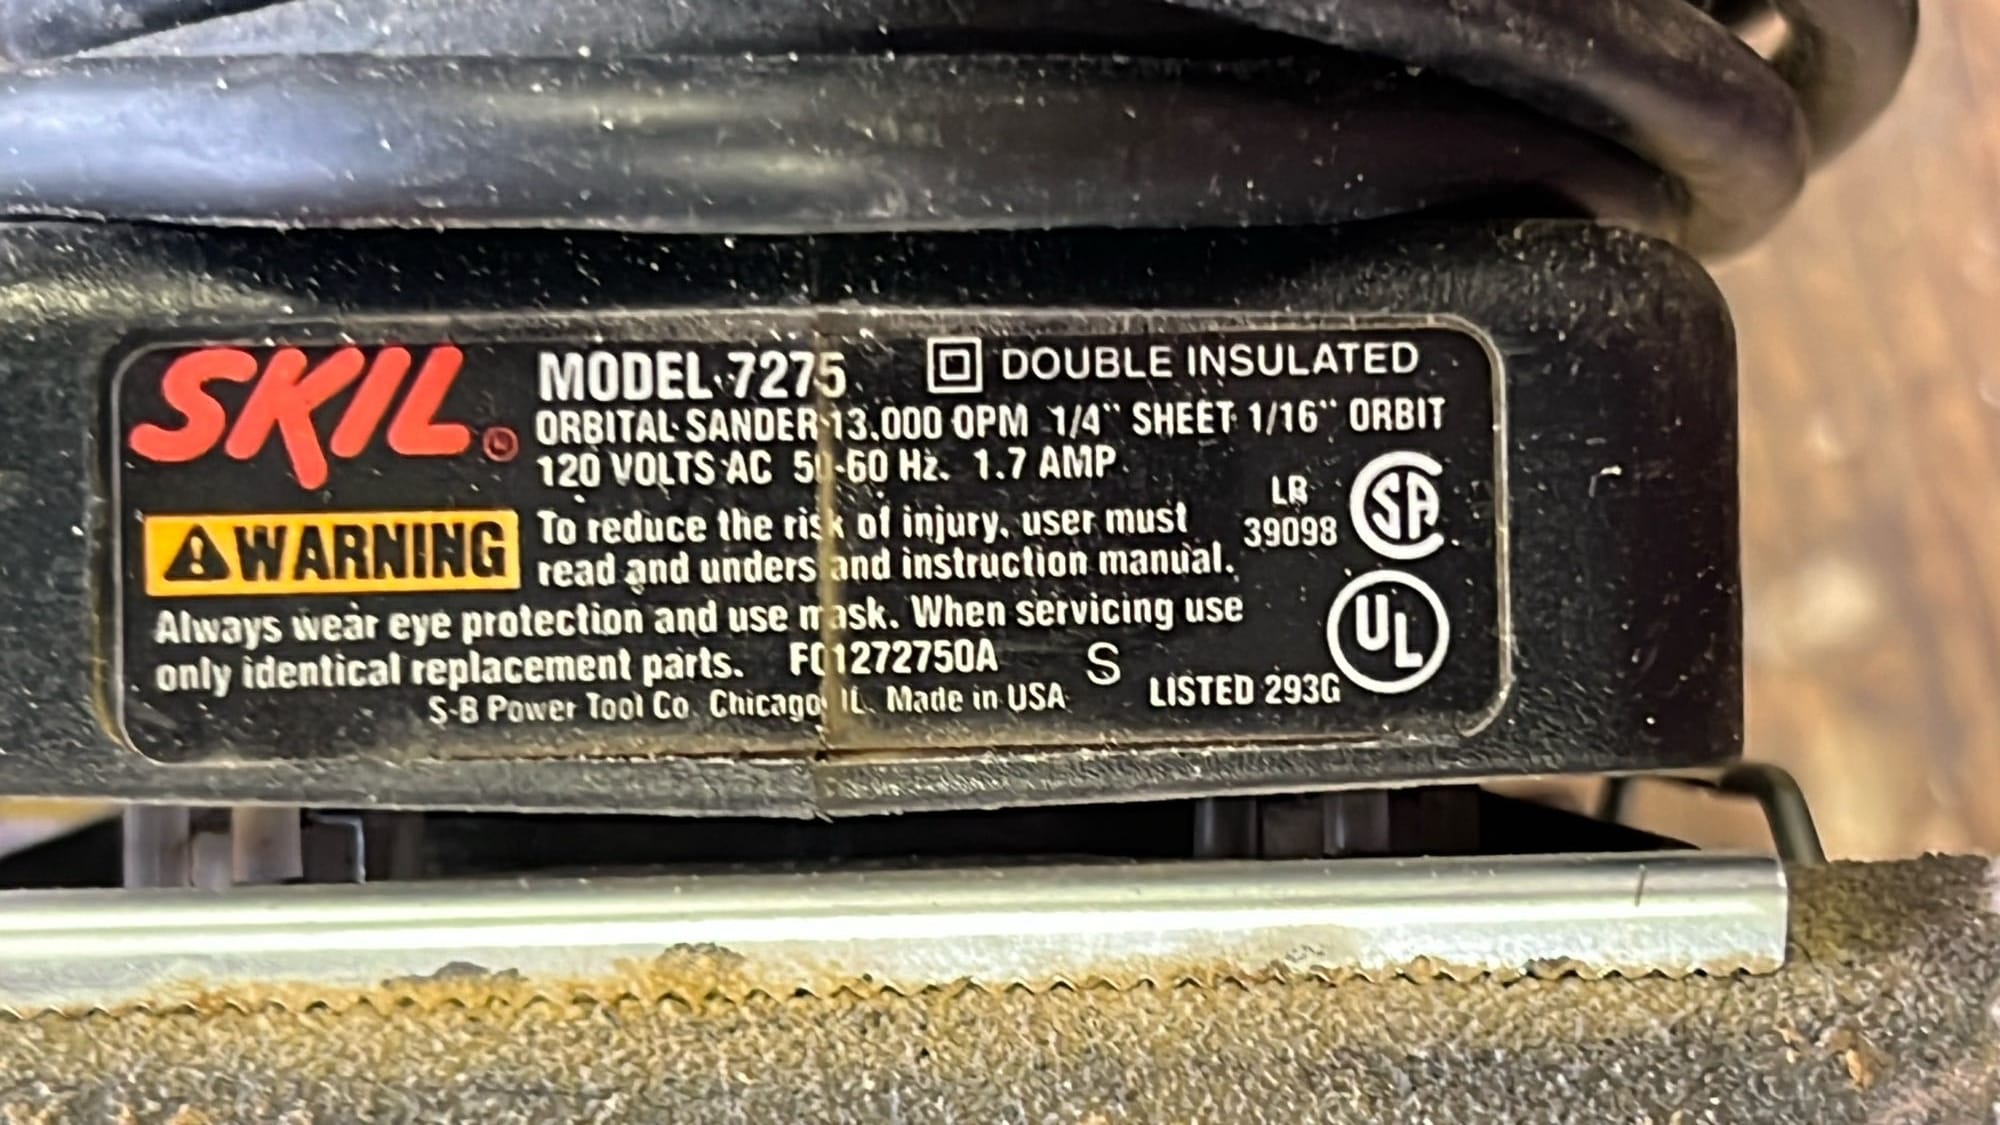 SKIL
MODEL 7275
DOUBLE INSULATED
ORBITAL SANDER 13,000 OPM 1/4" SHEET 1/16" ORBIT
120 VOLTS AC 50-60 Hz. 1.7 AMP
WARNING
To reduce the risk of injury, user must
read and understand instruction manual.
LR
39098
SA
Always wear eye protection and use mask. When servicing use
only identical replacement parts. F01272750A S
UL
S-B Power Tool Co Chicago, IL. Made in USA
LISTED 293G